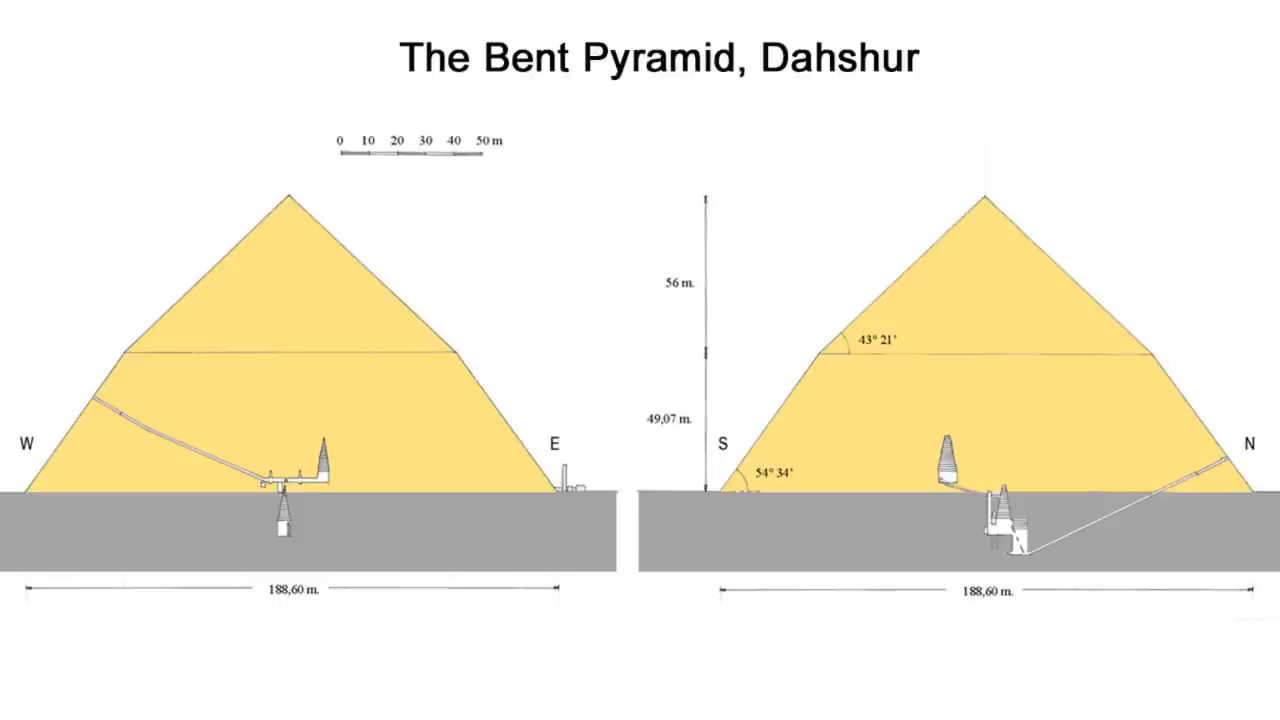 The Bent Pyramid, Dahshur
0 10 20 30 40 50 m
56 m.
43° 21'
49,07 m.
W
E
S
N
54° 34'
188,60 m.
188,60 m.